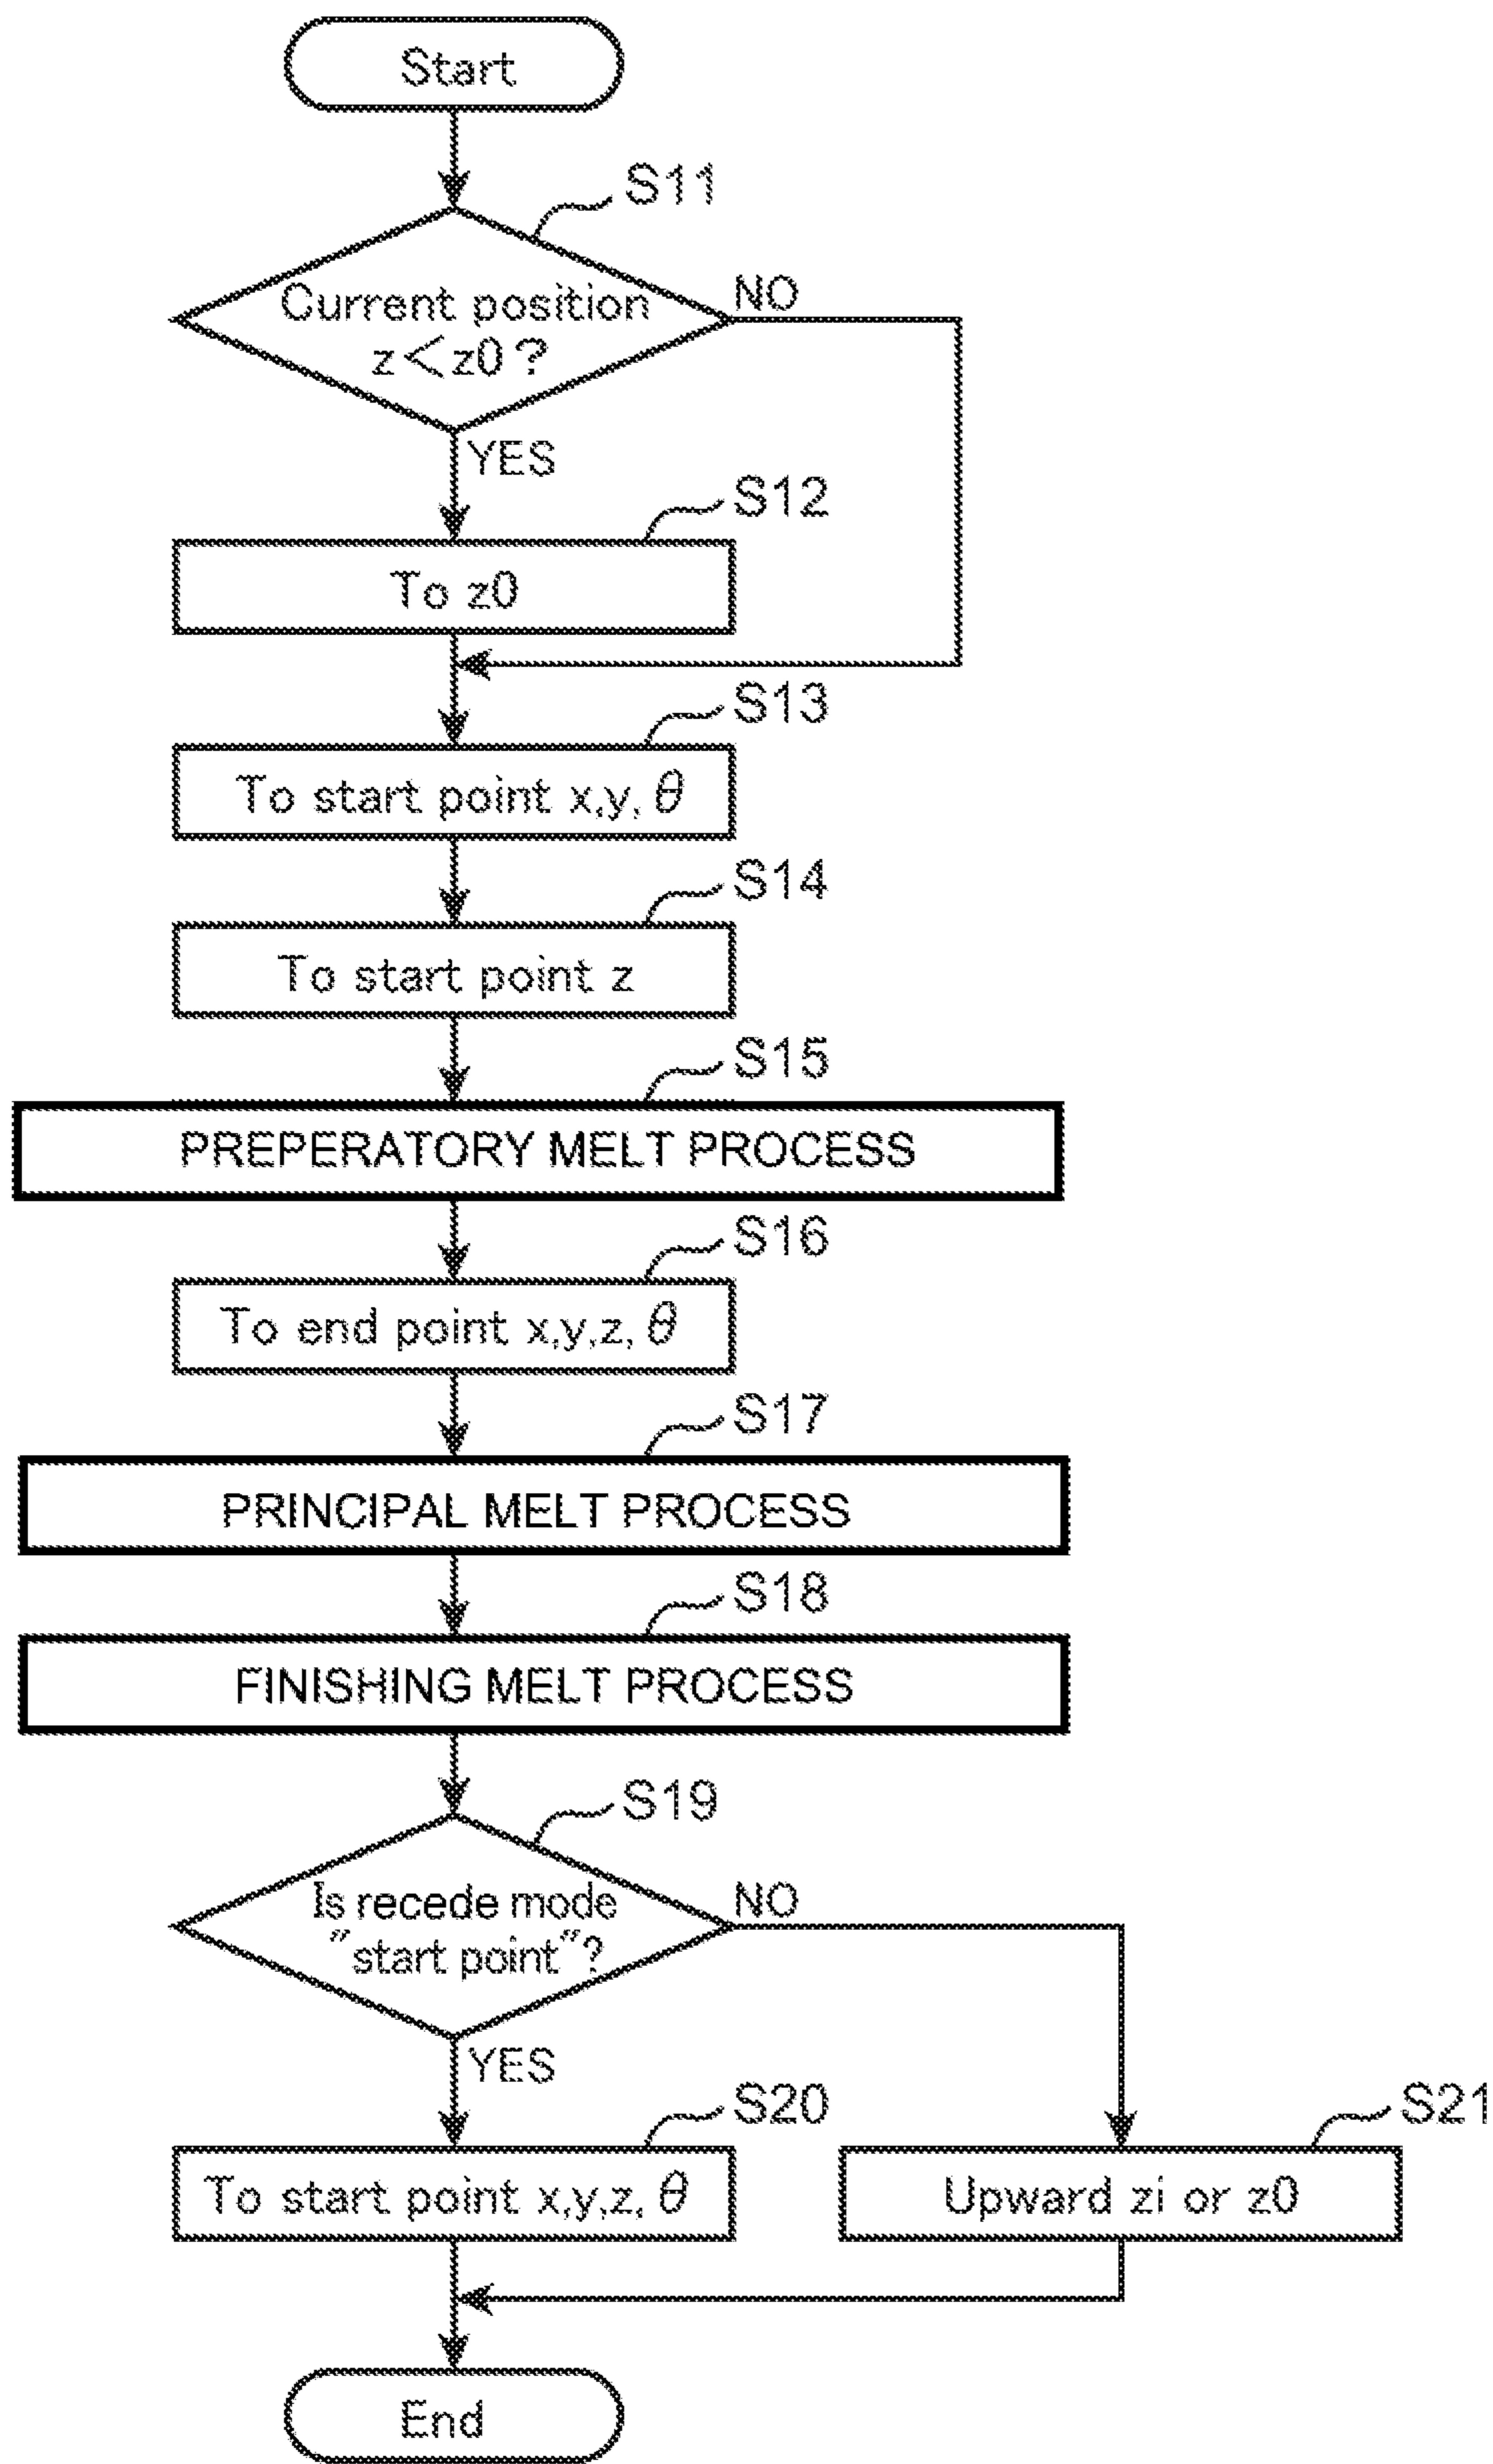 Start
S11
Current position
z<z0?
NO
YES
S12
To z0
S13
To start point x,y, θ
S14
To start point z
S15
PREPERATORY MELT PROCESS
S16
To end point x,y,z, θ
S17
PRINCIPAL MELT PROCESS
S18
FINISHING MELT PROCESS
S19
Is recede mode
"start point"?
NO
YES
S20
To start point x,y,z, θ
S21
Upward zi or z0
End